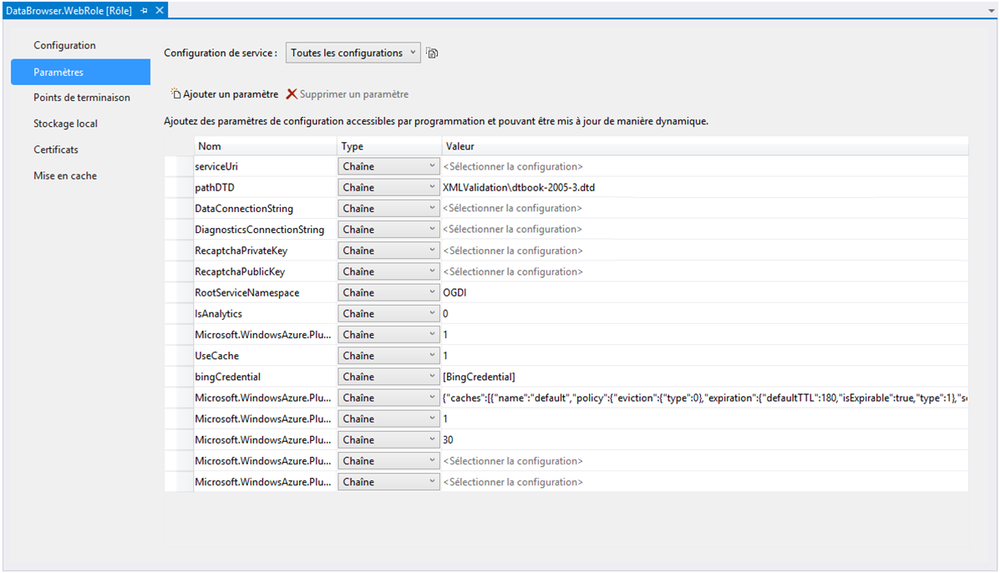 DataBrowser.WebRole [Rôle]
Configuration
Paramètres
Points de terminaison
Stockage local
Certificats
Mise en cache
Configuration de service : Toutes les configurations
Ajouter un paramètre Supprimer un paramètre
Ajoutez des paramètres de configuration accessibles par programmation et pouvant être mis à jour de manière dynamique.
Nom Type Valeur
serviceUri Chaîne <Sélectionner la configuration>
pathDTD Chaîne XMLValidation\dtbook-2005-3.dtd
DataConnectionString Chaîne <Sélectionner la configuration>
DiagnosticsConnectionString Chaîne <Sélectionner la configuration>
RecaptchaPrivateKey Chaîne <Sélectionner la configuration>
RecaptchaPublicKey Chaîne <Sélectionner la configuration>
RootServiceNamespace Chaîne OGDI
IsAnalytics Chaîne 0
Microsoft.WindowsAzure.Plu... Chaîne 1
UseCache Chaîne 1
bingCredential Chaîne [BingCredential]
Microsoft.WindowsAzure.Plu... Chaîne {"caches":[{"name":"default","policy":{"eviction":{"type":0},"expiration":{"defaultTTL":180,"isExpirable":true,"type":1},"s
Microsoft.WindowsAzure.Plu... Chaîne 1
Microsoft.WindowsAzure.Plu... Chaîne 30
Microsoft.WindowsAzure.Plu... Chaîne <Sélectionner la configuration>
Microsoft.WindowsAzure.Plu... Chaîne <Sélectionner la configuration>